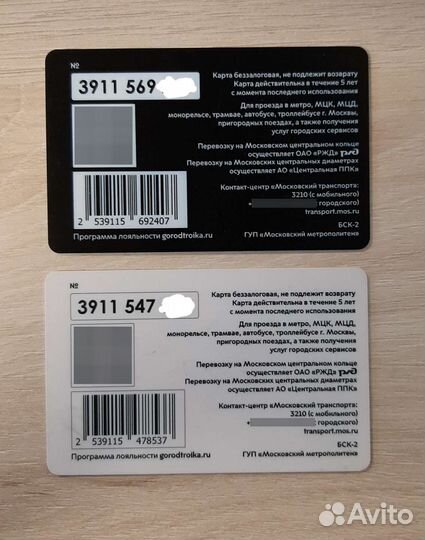 №
3911 569
Карта беззалоговая, не подлежит возврату
Карта действительна в течение 5 лет
с момента последнего использования
Для проезда в метро, МЦК, МЦД,
монорельсе, трамвае, автобусе, троллейбусе г. Москвы,
пригородных поездах, а также получения
услуг городских сервисов
Перевозку на Московском центральном кольце
осуществляет ОАО «РЖД» РЖД
Перевозку на Московских центральных диаметрах
осуществляет АО «Центральная ППК»
Контакт-центр «Московский транспорт»:
3210 (с мобильного)
+ городского)
transport.mos.ru
2 539115 692407
БСК-2
Программа лояльности gorodtroika.ru
ГУП «Московский метрополитен»
№
3911 547
Карта беззалоговая, не подлежит возврату
Карта действительна в течение 5 лет
с момента последнего использования
Для проезда в метро, МЦК, МЦД,
монорельсе, трамвае, автобусе, троллейбусе г. Москвы,
пригородных поездах, а также получения
услуг городских сервисов
Перевозку на Московском центральном кольце
осуществляет ОАО «РЖД» РЖД
Перевозку на Московских центральных диаметрах
осуществляет АО «Центральная ППК»
Контакт-центр «Московский транспорт»:
3210 (с мобильного)
+ городского)
transport.mos.ru
2 539115 478537
БСК-2
Программа лояльности gorodtroika.ru
ГУП «Московский метрополитен»
Avito